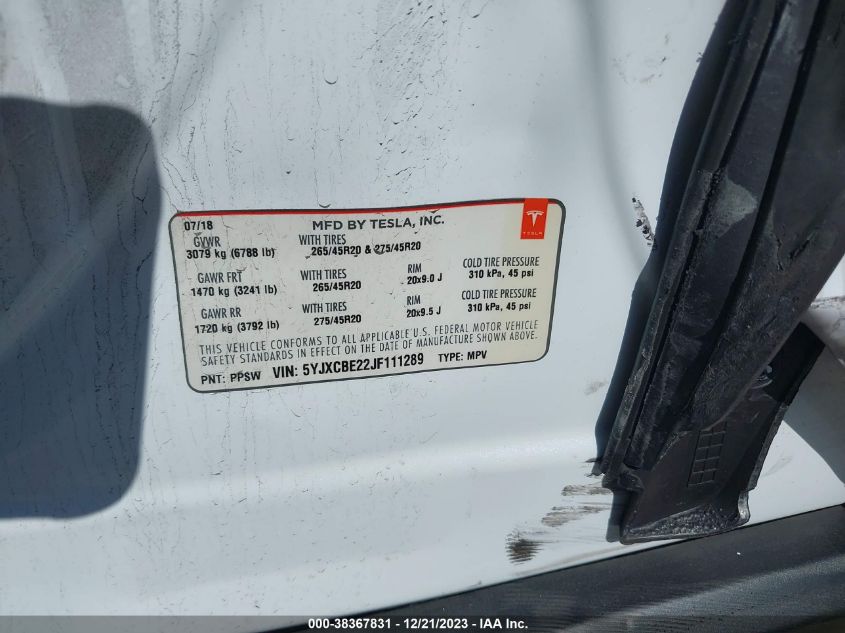 07/18 MFD BY TESLA, INC.
TESLA
GVWR WITH TIRES
3079 kg (6788 lb) 265/45R20 & 275/45R20
GAWR FRT WITH TIRES RIM COLD TIRE PRESSURE
1470 kg (3241 lb) 265/45R20 20x9.0 J 310 kPa, 45 psi
GAWR RR WITH TIRES RIM COLD TIRE PRESSURE
1720 kg (3792 lb) 275/45R20 20x9.5 J 310 kPa, 45 psi
THIS VEHICLE CONFORMS TO ALL APPLICABLE U.S. FEDERAL MOTOR VEHICLE
SAFETY STANDARDS IN EFFECT ON THE DATE OF MANUFACTURE SHOWN ABOVE.
PNT: PPSW VIN: 5YJXCBE22JF111289 TYPE: MPV
000-38367831 - 12/21/2023 - IAA Inc.